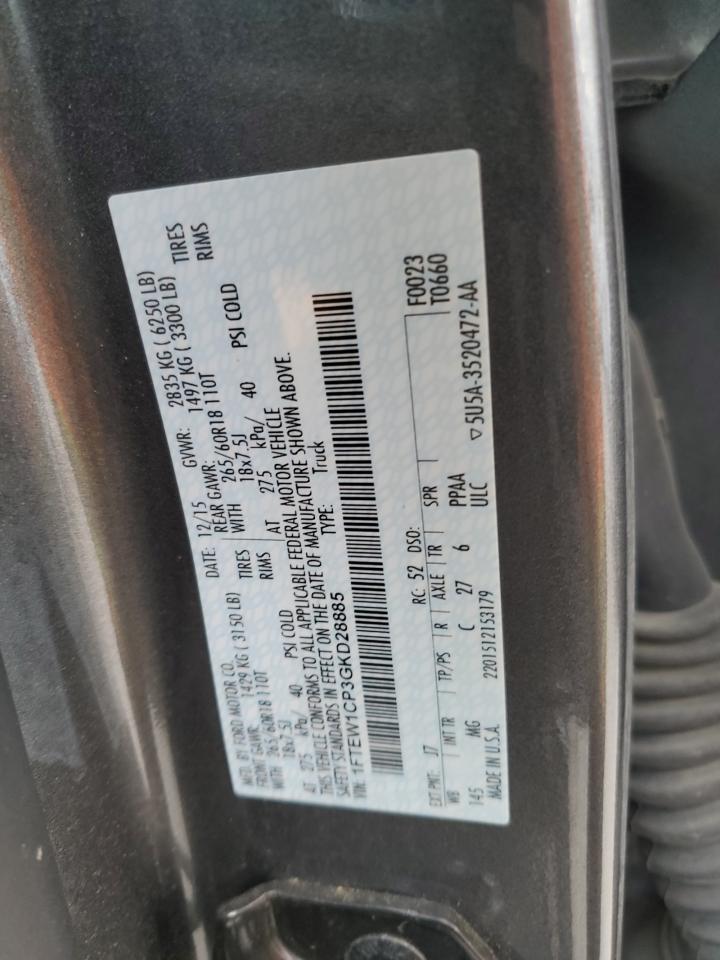 MFD. BY FORD MOTOR CO.
DATE: 12/15 GVWR: 2835 KG ( 6250 LB)
FRONT GAWR: 1429 KG ( 3150 LB) REAR GAWR: 1497 KG ( 3300 LB)
WITH 265/60R18 110T TIRES WITH 265/60R18 110T TIRES
18x7.5J RIMS 18x7.5J RIMS
AT 275 kPa/ 40 PSI COLD AT 275 kPa/ 40 PSI COLD
THIS VEHICLE CONFORMS TO ALL APPLICABLE FEDERAL MOTOR VEHICLE
SAFETY STANDARDS IN EFFECT ON THE DATE OF MANUFACTURE SHOWN ABOVE.
VIN: 1FTEW1CP3GKD28885 TYPE: Truck
F0023
T0660
EXT PNT: J7 RC: 52 DSO:
WB INT TR TP/PS R AXLE TR SPR
145 MG C 27 6 PPAA
MADE IN U.S.A. 2201512153179 ULC
▽5U5A-3520472-AA